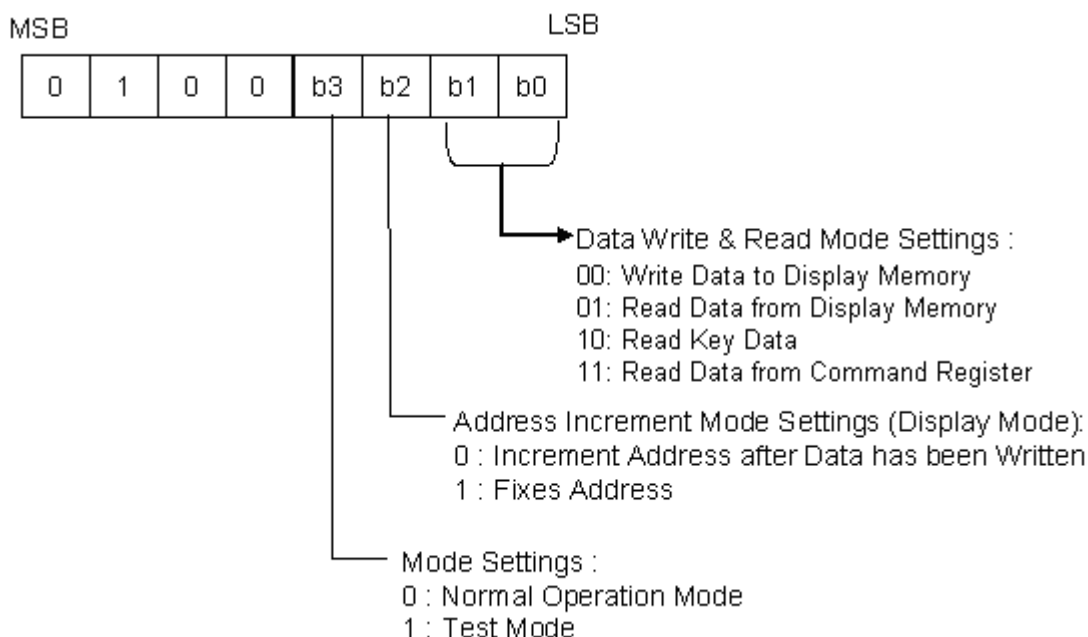 MSB LSB
0 1 0 0 b3 b2 b1 b0
Data Write & Read Mode Settings :
00: Write Data to Display Memory
01: Read Data from Display Memory
10: Read Key Data
11: Read Data from Command Register
Address Increment Mode Settings (Display Mode):
0 : Increment Address after Data has been Written
1 : Fixes Address
Mode Settings :
0 : Normal Operation Mode
1 : Test Mode